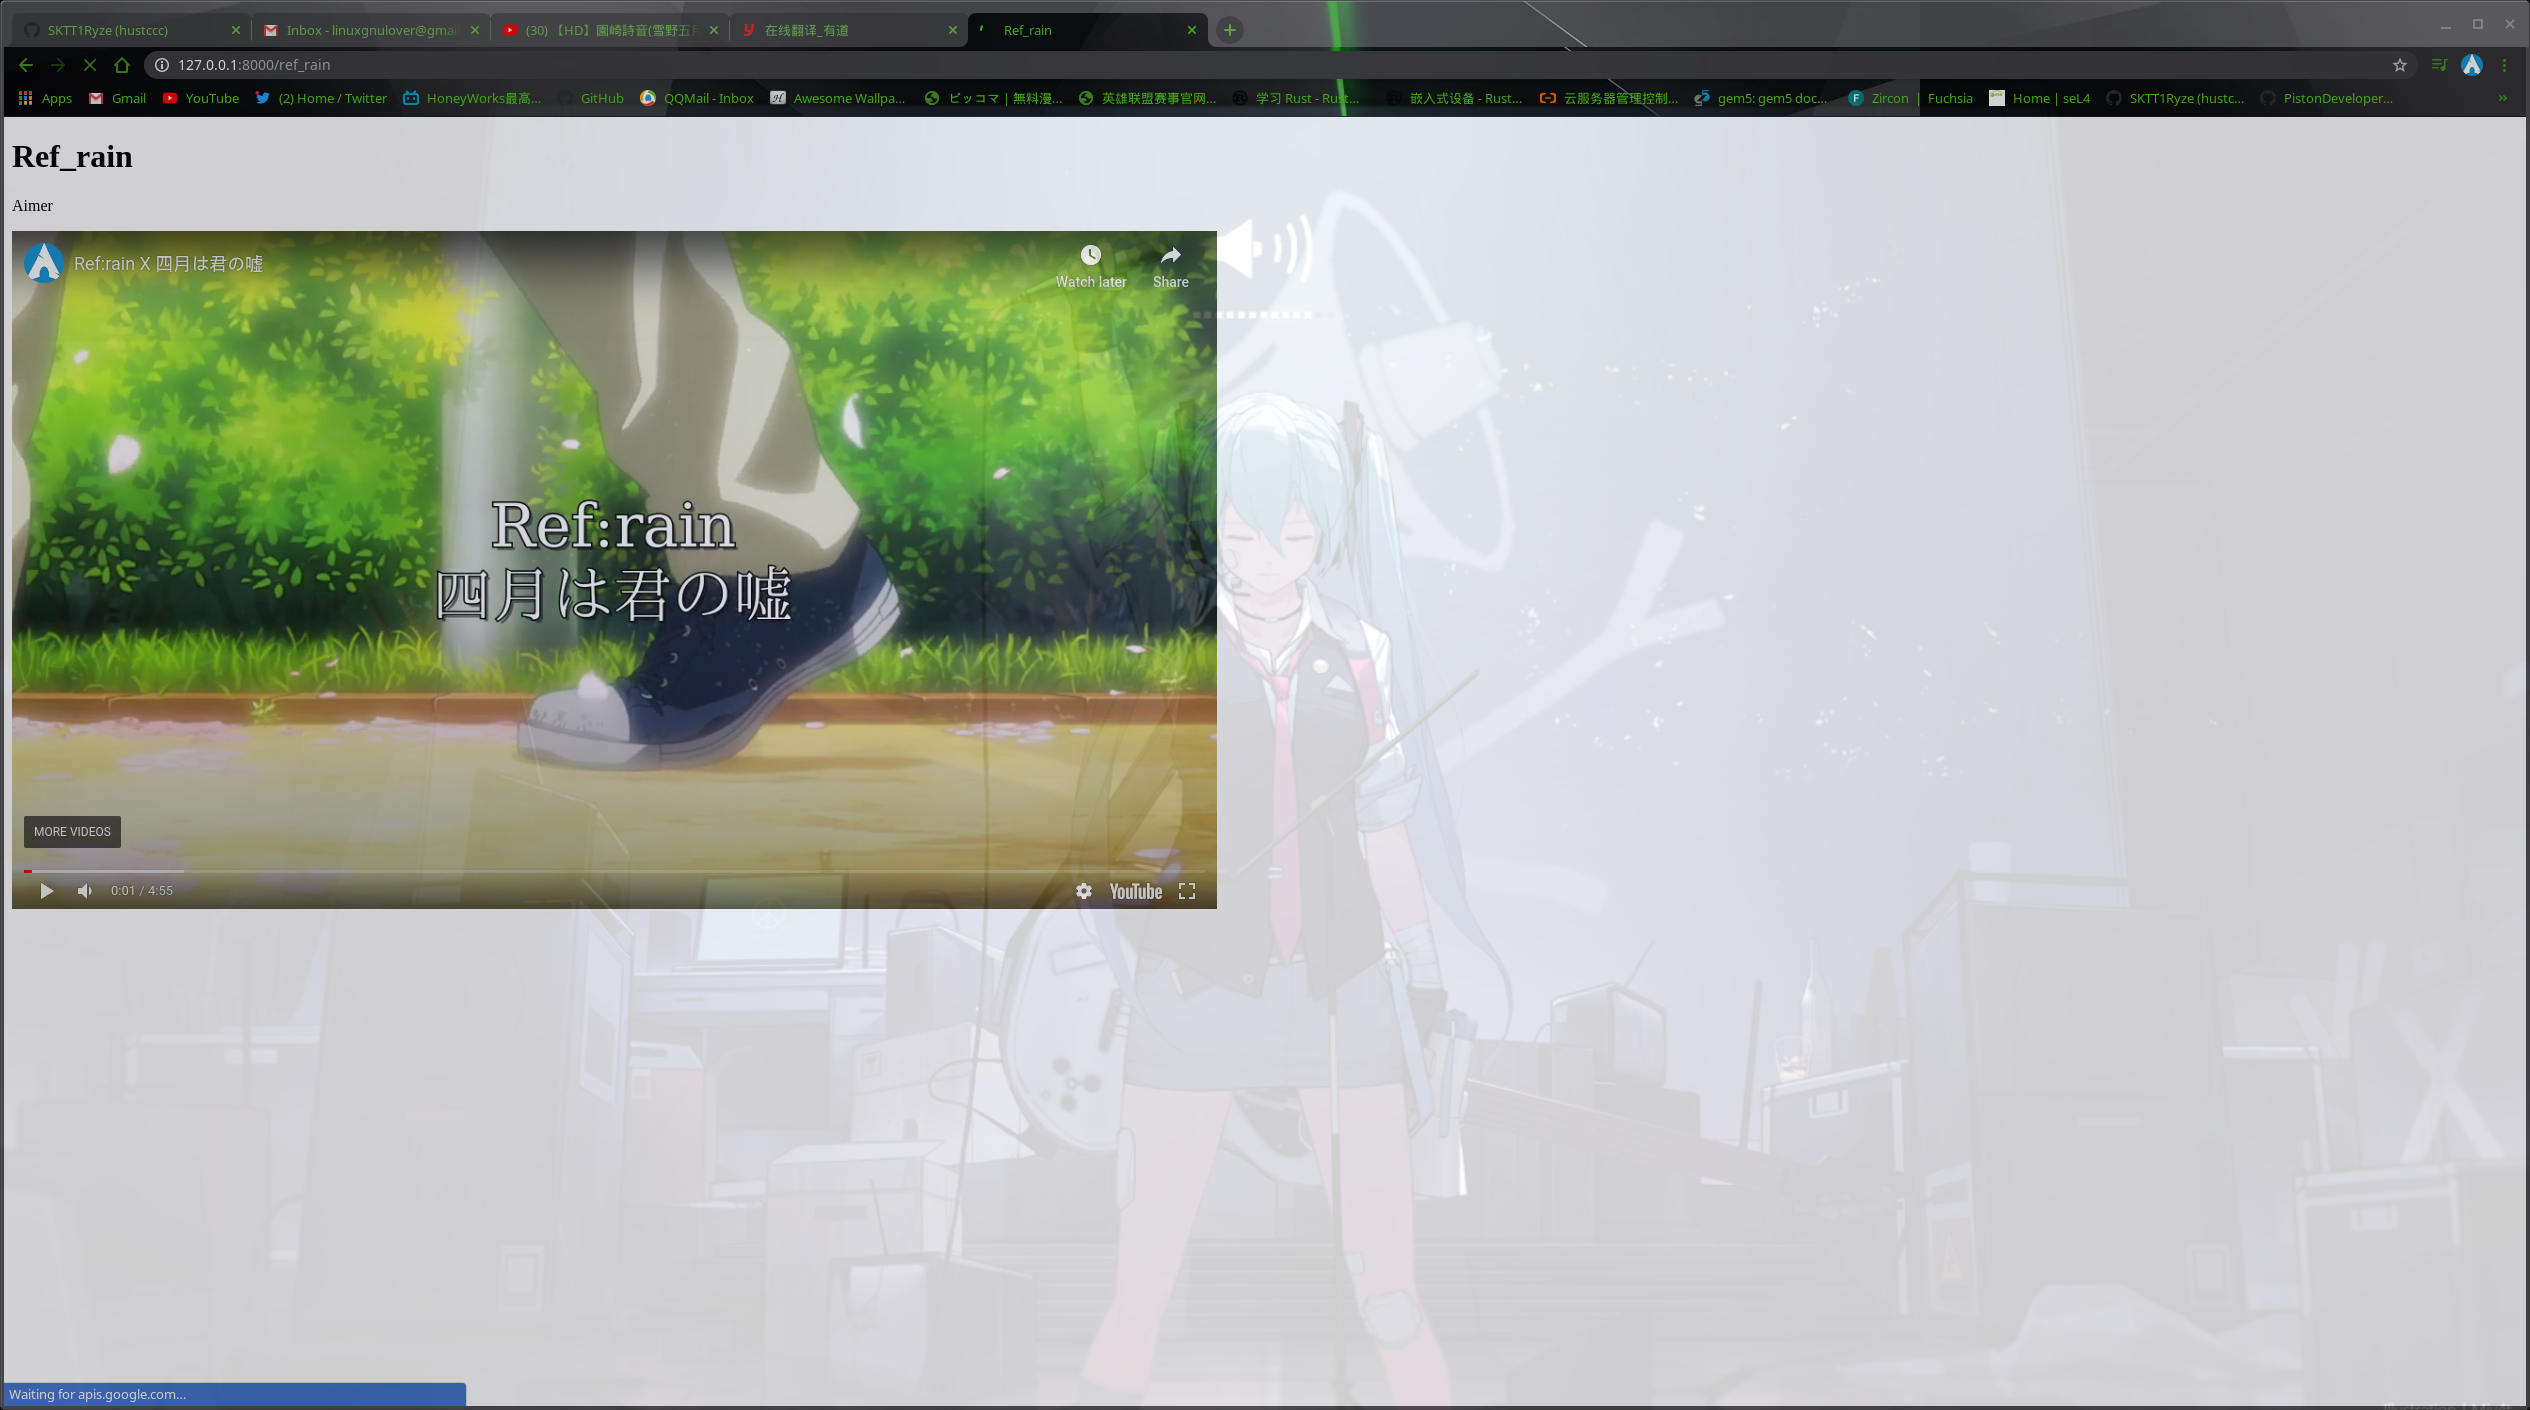 SKTT1Ryze (hustccc)
Inbox - linuxgnulover@gmai
(30) 【HD】園崎詩音(雪野五月
在线翻译_有道
Ref_rain
127.0.0.1:8000/ref_rain
Apps
Gmail
YouTube
(2) Home / Twitter
HoneyWorks最高...
GitHub
QQMail - Inbox
Awesome Wallpa...
ピッコマ | 無料漫...
英雄联盟赛事官网...
学习 Rust - Rust...
嵌入式设备 - Rust...
云服务器管理控制...
gem5: gem5 doc...
Zircon | Fuchsia
Home | seL4
SKTT1Ryze (hustc...
PistonDeveloper...
Ref_rain
Aimer
Ref:rain X 四月は君の嘘
Watch later
Share
Ref:rain
四月は君の嘘
MORE VIDEOS
0:01 / 4:55
YouTube
Waiting for apis.google.com...